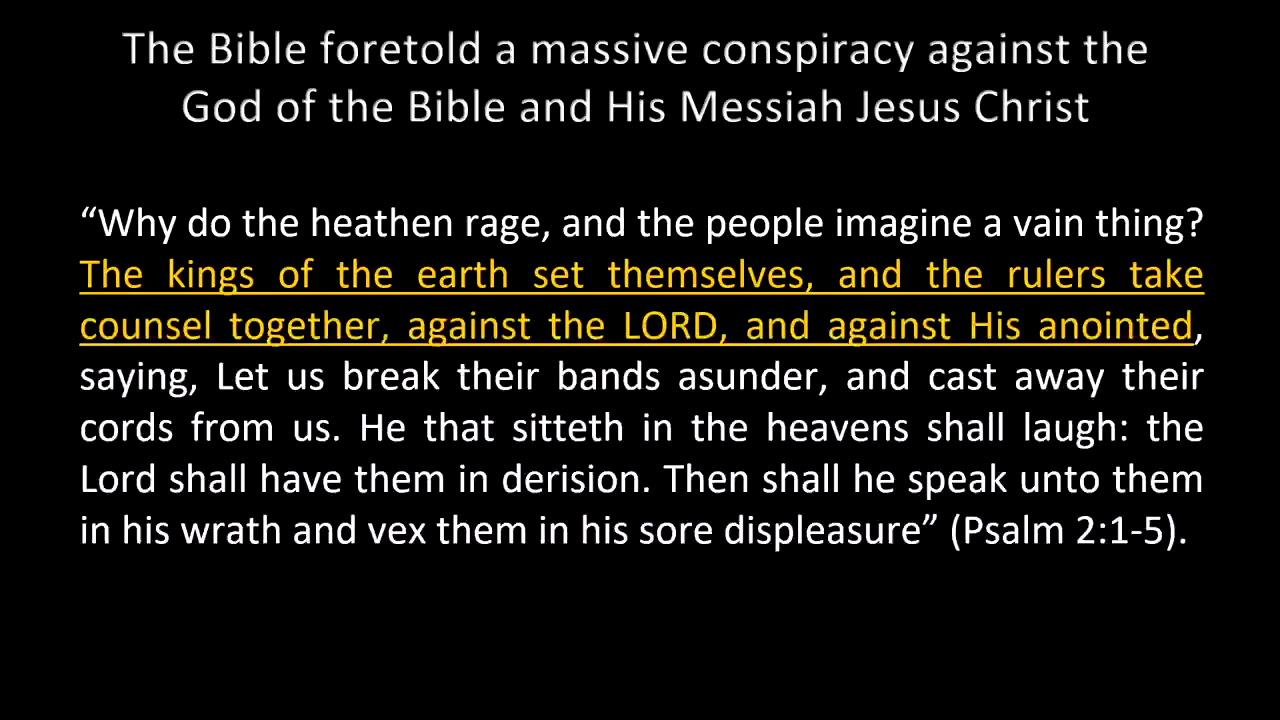 The Bible foretold a massive conspiracy against the
God of the Bible and His Messiah Jesus Christ
“Why do the heathen rage, and the people imagine a vain thing?
The kings of the earth set themselves, and the rulers take
counsel together, against the LORD, and against His anointed,
saying, Let us break their bands asunder, and cast away their
cords from us. He that sitteth in the heavens shall laugh: the
Lord shall have them in derision. Then shall he speak unto them
in his wrath and vex them in his sore displeasure” (Psalm 2:1-5).